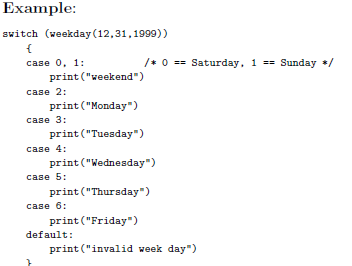 Example:
switch (weekday(12,31,1999))
{
case 0, 1: /* 0 == Saturday, 1 == Sunday */
print("weekend")
case 2:
print("Monday")
case 3:
print("Tuesday")
case 4:
print("Wednesday")
case 5:
print("Thursday")
case 6:
print("Friday")
default:
print("invalid week day")
}